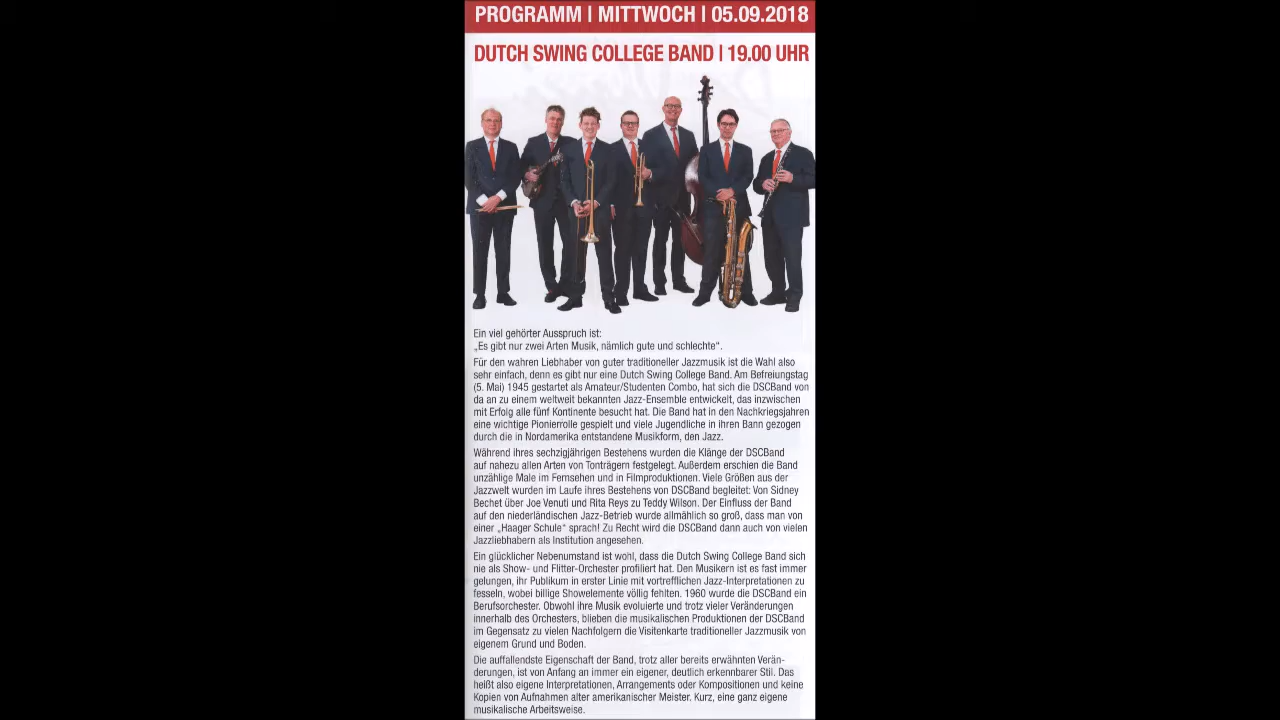 PROGRAMM | MITTWOCH | 05.09.2018
DUTCH SWING COLLEGE BAND | 19.00 UHR
Ein viel gehörter Ausspruch ist:
„Es gibt nur zwei Arten Musik, nämlich gute und schlechte“.
Für den wahren Liebhaber von guter traditioneller Jazzmusik ist die Wahl also
sehr einfach, denn es gibt nur eine Dutch Swing College Band. Am Befreiungstag
(5. Mai) 1945 gestartet als Amateur/Studenten Combo, hat sich die DSCBand von
da an zu einem weltweit bekannten Jazz-Ensemble entwickelt, das inzwischen
mit Erfolg alle fünf Kontinente besucht hat. Die Band hat in den Nachkriegsjahren
eine wichtige Pionierrolle gespielt und viele Jugendliche in ihren Bann gezogen
durch die in Nordamerika entstandene Musikform, den Jazz.
Während ihres sechzigjährigen Bestehens wurden die Klänge der DSCBand
auf nahezu allen Arten von Tonträgern festgelegt. Außerdem erschien die Band
unzählige Male im Fernsehen und in Filmproduktionen. Viele Größen aus der
Jazzwelt wurden im Laufe ihres Bestehens von DSCBand begleitet: Von Sidney
Bechet über Joe Venuti und Rita Reys zu Teddy Wilson. Der Einfluss der Band
auf den niederländischen Jazz-Betrieb wurde allmählich so groß, dass man von
einer „Haager Schule“ sprach! Zu Recht wird die DSCBand dann auch von vielen
Jazzliebhabern als Institution angesehen.
Ein glücklicher Nebenumstand ist wohl, dass die Dutch Swing College Band sich
nie als Show- und Flitter-Orchester profiliert hat. Den Musikern ist es fast immer
gelungen, ihr Publikum in erster Linie mit vortrefflichen Jazz-Interpretationen zu
fesseln, wobei billige Showelemente völlig fehlten. 1960 wurde die DSCBand ein
Berufsorchester. Obwohl ihre Musik evoluierte und trotz vieler Veränderungen
innerhalb des Orchesters, blieben die musikalischen Produktionen der DSCBand
im Gegensatz zu vielen Nachfolgern die Visitenkarte traditioneller Jazzmusik von
eigenem Grund und Boden.
Die auffallendste Eigenschaft der Band, trotz aller bereits erwähnten Verän-
derungen, ist von Anfang an immer ein eigener, deutlich erkennbarer Stil. Das
heißt also eigene Interpretationen, Arrangements oder Kompositionen und keine
Kopien von Aufnahmen alter amerikanischer Meister. Kurz, eine ganz eigene
musikalische Arbeitsweise.